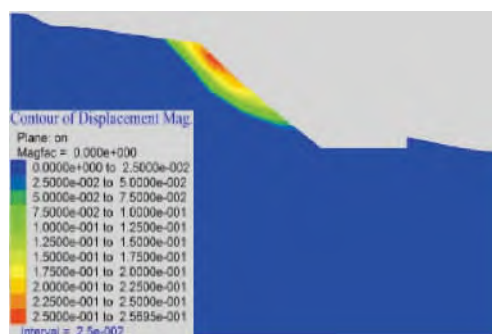 Contour of Displacement Mag.
Plane: on
Magfac = 0.000e+000
0.0000e+000 to 2.5000e-002
2.5000e-002 to 5.0000e-002
5.0000e-002 to 7.5000e-002
7.5000e-002 to 1.0000e-001
1.0000e-001 to 1.2500e-001
1.2500e-001 to 1.5000e-001
1.5000e-001 to 1.7500e-001
1.7500e-001 to 2.0000e-001
2.0000e-001 to 2.2500e-001
2.2500e-001 to 2.5000e-001
2.5000e-001 to 2.5695e-001
Interval = 2.5e-002